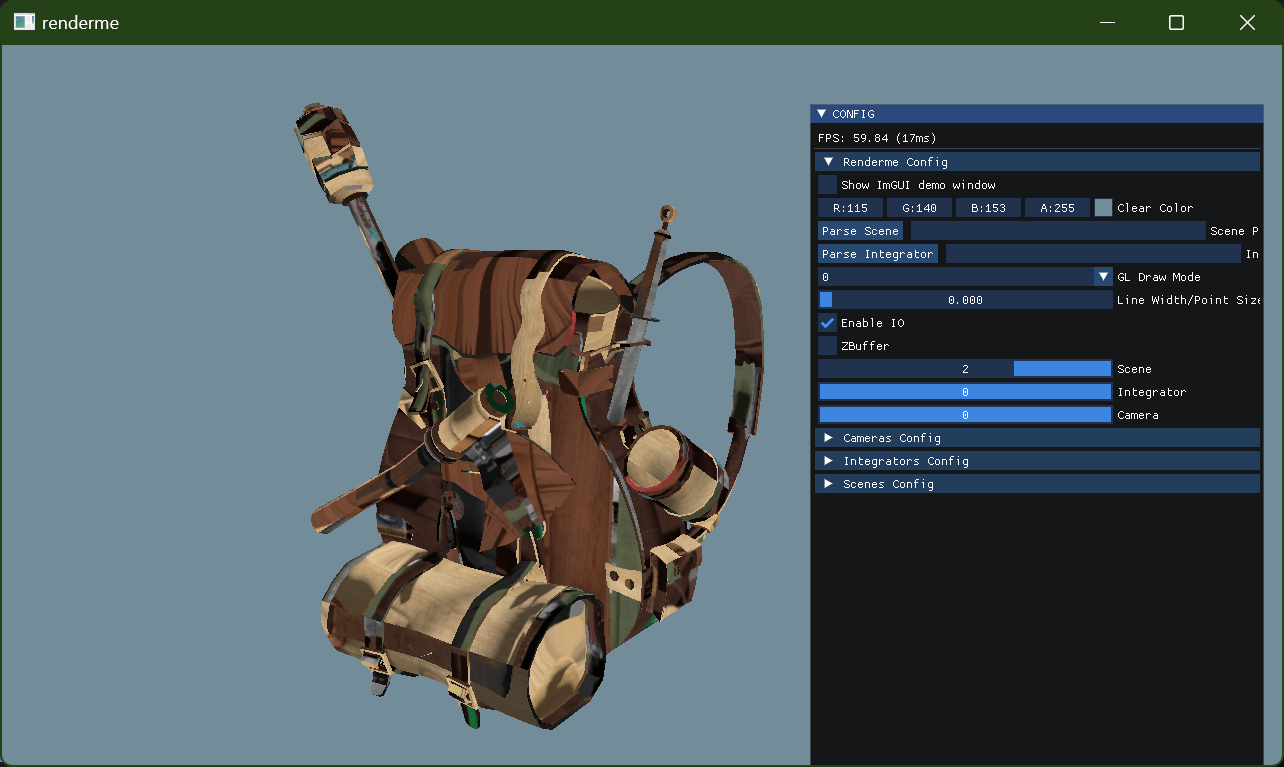 renderme
CONFIG
FPS: 59.84 (17ms)
Renderme Config
Show ImGUI demo window
R:115 G:140 B:153 A:255 Clear Color
Parse Scene Scene P
Parse Integrator In
0 GL Draw Mode
0.000 Line Width/Point Size
Enable IO
ZBuffer
2 Scene
0 Integrator
0 Camera
Cameras Config
Integrators Config
Scenes Config